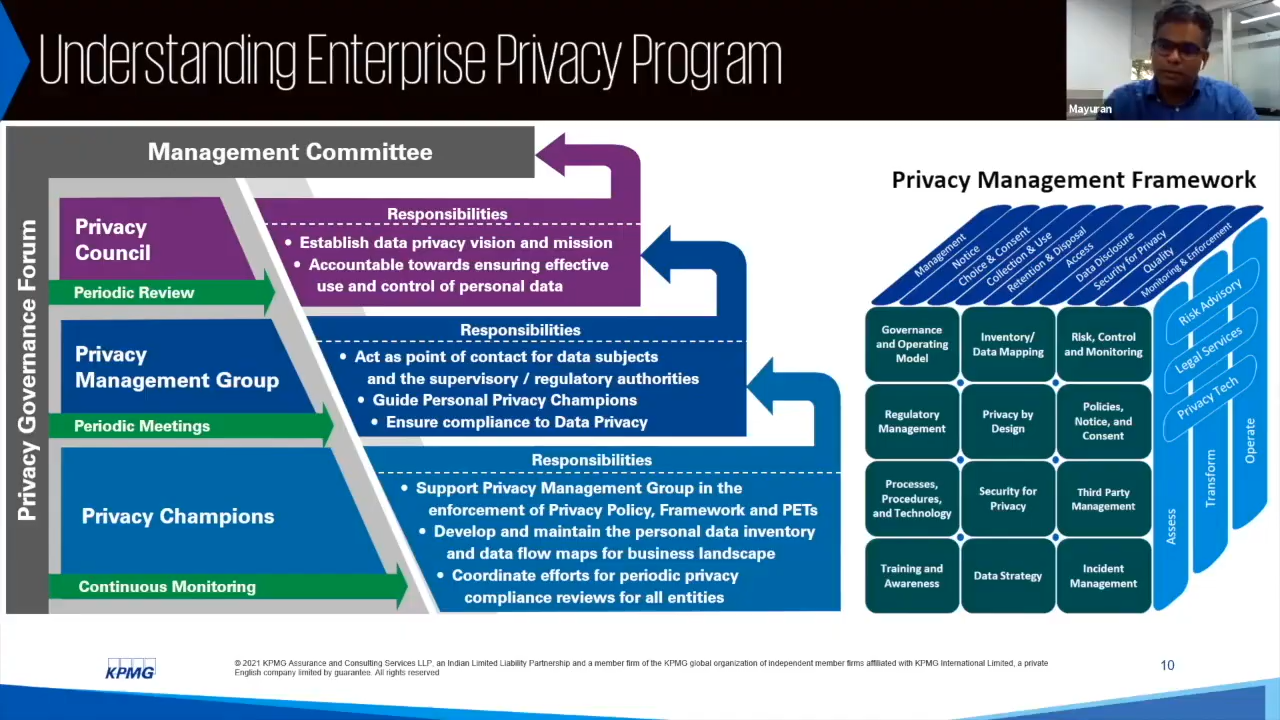 Understanding Enterprise Privacy Program
Mayuran
Management Committee
Privacy Governance Forum
Privacy
Council
Periodic Review
Responsibilities
• Establish data privacy vision and mission
• Accountable towards ensuring effective
use and control of personal data
Privacy
Management Group
Periodic Meetings
Responsibilities
• Act as point of contact for data subjects
and the supervisory / regulatory authorities
• Guide Personal Privacy Champions
• Ensure compliance to Data Privacy
Privacy Champions
Continuous Monitoring
Responsibilities
• Support Privacy Management Group in the
enforcement of Privacy Policy, Framework and PETs
• Develop and maintain the personal data inventory
and data flow maps for business landscape
• Coordinate efforts for periodic privacy
compliance reviews for all entities
Privacy Management Framework
Management
Notice
Choice & Consent
Collection & Use
Retention & Disposal
Access
Data Disclosure
Security for Privacy
Quality
Monitoring & Enforcement
Governance
and Operating
Model
Inventory/
Data Mapping
Risk, Control
and Monitoring
Regulatory
Management
Privacy by
Design
Policies,
Notice, and
Consent
Processes,
Procedures,
and Technology
Security for
Privacy
Third Party
Management
Training and
Awareness
Data Strategy
Incident
Management
Risk Advisory
Legal Services
Privacy Tech
Assess
Transform
Operate
KPMG
© 2021 KPMG Assurance and Consulting Services LLP, an Indian Limited Liability Partnership and a member firm of the KPMG global organization of independent member firms affiliated with KPMG International Limited, a private
English company limited by guarantee. All rights reserved
10